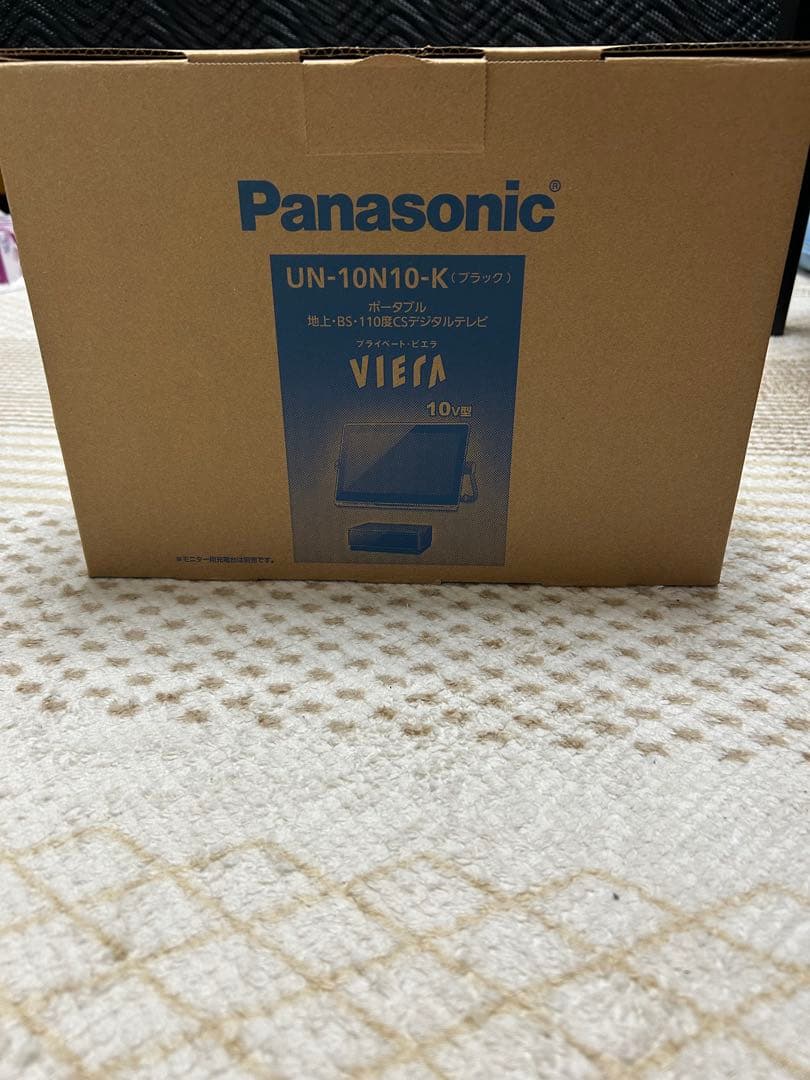 Panasonic®
UN-10N10-K（ブラック）
ポータブル
地上・BS・110度CSデジタルテレビ
プライベート・ビエラ
VIERA
10V型
※モニター用充電台は別売です。